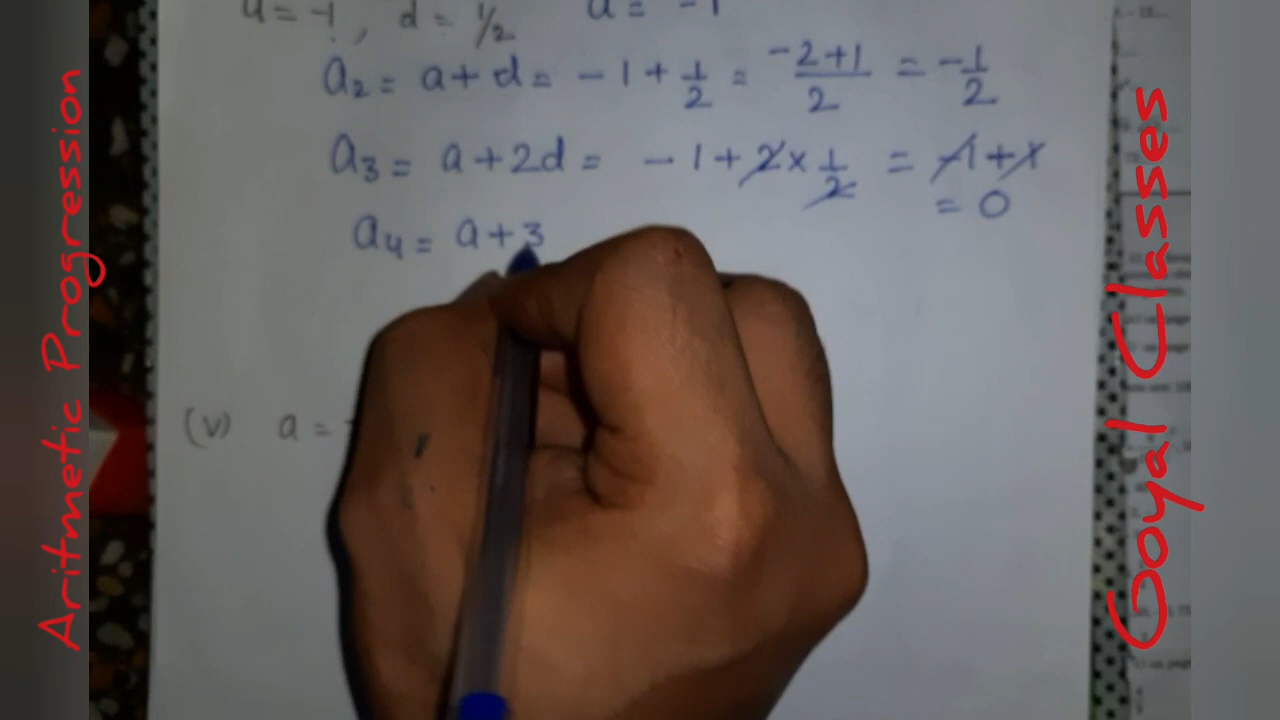 a = -1, d = 1/2 a = -1
a2 = a+d = -1 + 1/2 = -2+1/2 = -1/2
a3 = a+2d = -1+2×1/2 = -1+1
= 0
a4 = a+3
(v) a =
Aritmetic Progression
Goyal Classes